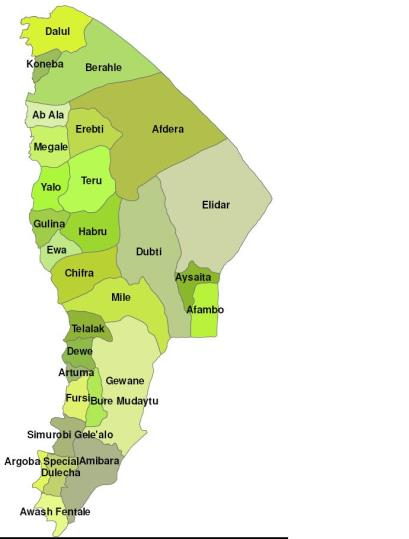 Dalul
Koneba
Berahle
Ab Ala
Erebti
Afdera
Megale
Yalo
Teru
Elidar
Gulina
Habru
Ewa
Dubti
Chifra
Aysaita
Mile
Afambo
Telalak
Dewe
Artuma
Gewane
Fursi
Bure Mudaytu
Simurobi Gele'alo
Argoba Special
Amibara
Dulecha
Awash Fentale